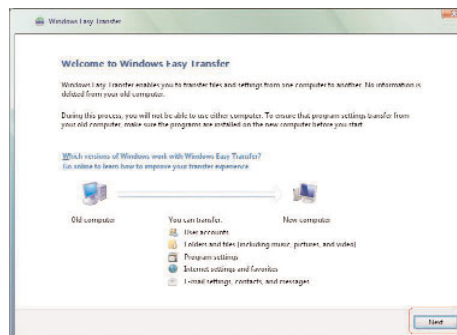 Windows Easy Transfer
Welcome to Windows Easy Transfer
Windows Easy Transfer enables you to transfer files and settings from one computer to another. No information is
deleted from your old computer.
During this process, you will not be able to use either computer. To ensure that program settings transfer from
your old computer, make sure the programs are installed on the new computer before you start.
Which versions of Windows work with Windows Easy Transfer?
Go online to learn how to improve your transfer experience
Old computer
You can transfer:
New computer
User accounts
Folders and files (including music, pictures, and video)
Program settings
Internet settings and favorites
E-mail settings, contacts, and messages
Next